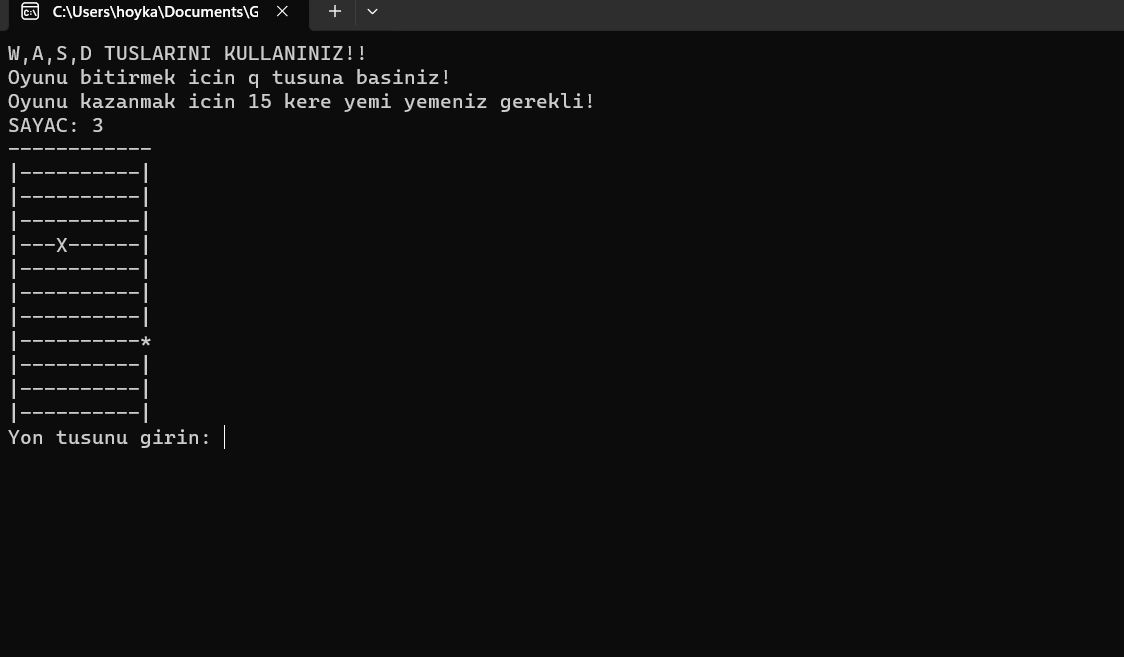 C:\Users\hoyka\Documents\G
W,A,S,D TUSLARINI KULLANINIZ!!
Oyunu bitirmek icin q tusuna basiniz!
Oyunu kazanmak icin 15 kere yemi yemeniz gerekli!
SAYAC: 3
------------
|----------|
|----------|
|----------|
|---X------|
|----------|
|----------|
|----------|
|----------*
|----------|
|----------|
|----------|
Yon tusunu girin: